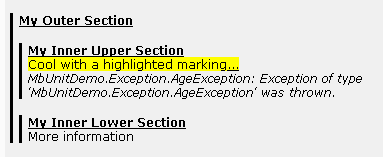 My Outer Section
My Inner Upper Section
Cool with a highlighted marking...
MbUnitDemo.Exception.AgeException: Exception of type
'MbUnitDemo.Exception.AgeException' was thrown.
My Inner Lower Section
More information